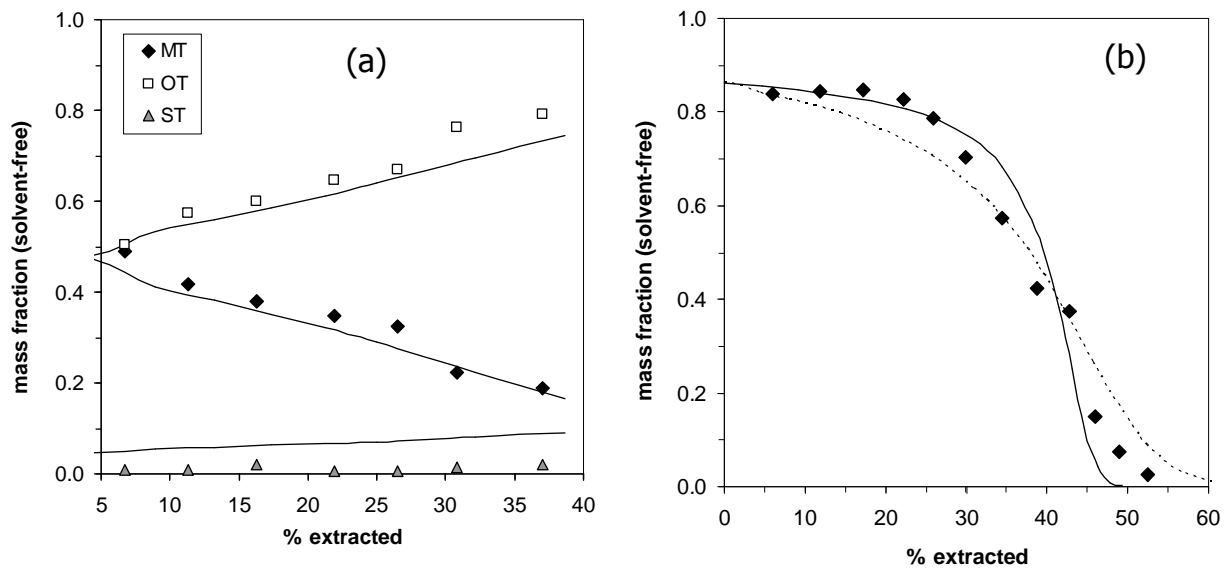 (a)
MT
OT
ST
1.0
0.8
0.6
0.4
0.2
0.0
mass fraction (solvent-free)
5 10 15 20 25 30 35 40
% extracted
(b)
1.0
0.8
0.6
0.4
0.2
0.0
mass fraction (solvent-free)
0 10 20 30 40 50 60
% extracted